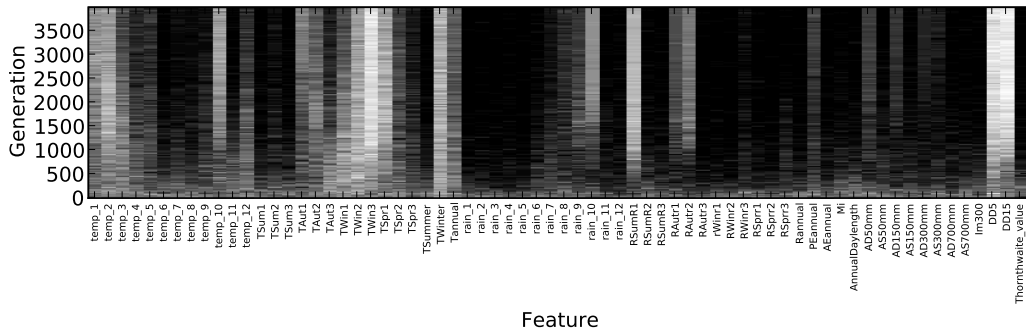 Generation
3500
3000
2500
2000
1500
1000
500
0
temp_1
temp_2
temp_3
temp_4
temp_5
temp_6
temp_7
temp_8
temp_9
temp_10
temp_11
temp_12
TSum1
TSum2
TSum3
TAut1
TAut2
TAut3
TWin1
TWin2
TWin3
TSpr1
TSpr2
TSpr3
TSummer
TWinter
Tannual
rain_1
rain_2
rain_3
rain_4
rain_5
rain_6
rain_7
rain_8
rain_9
rain_10
rain_11
rain_12
RSumR1
RSumR2
RSumR3
RAutr1
RAutr2
RAutr3
rWinr1
RWinr2
RWinr3
RSprr1
RSprr2
RSprr3
Rannual
PEannual
AEannual
Mi
AnnualDaylength
AD50mm
AS50mm
AD150mm
AS150mm
AD300mm
AS300mm
AD700mm
AS700mm
Im300
DD5
DD15
Thornthwaite_value
Feature